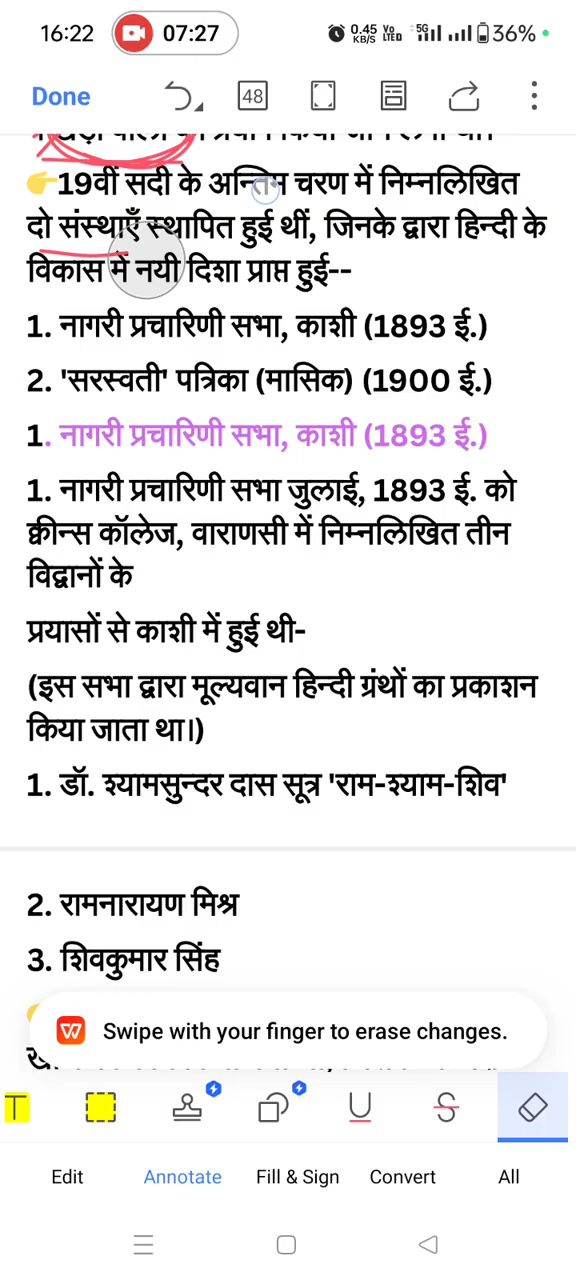 16:22
07:27
0.45 KB/S
Vo LTED
5G
36%
Done
48
👉19वीं सदी के अन्तिम चरण में निम्नलिखित
दो संस्थाएँ स्थापित हुई थीं, जिनके द्वारा हिन्दी के
विकास में नयी दिशा प्राप्त हुई--
1. नागरी प्रचारिणी सभा, काशी (1893 ई.)
2. 'सरस्वती' पत्रिका (मासिक) (1900 ई.)
1. नागरी प्रचारिणी सभा, काशी (1893 ई.)
1. नागरी प्रचारिणी सभा जुलाई, 1893 ई. को
क्वीन्स कॉलेज, वाराणसी में निम्नलिखित तीन
विद्वानों के
प्रयासों से काशी में हुई थी-
(इस सभा द्वारा मूल्यवान हिन्दी ग्रंथों का प्रकाशन
किया जाता था।)
1. डॉ. श्यामसुन्दर दास सूत्र 'राम-श्याम-शिव'
2. रामनारायण मिश्र
3. शिवकुमार सिंह
Swipe with your finger to erase changes.
Edit
Annotate
Fill & Sign
Convert
All